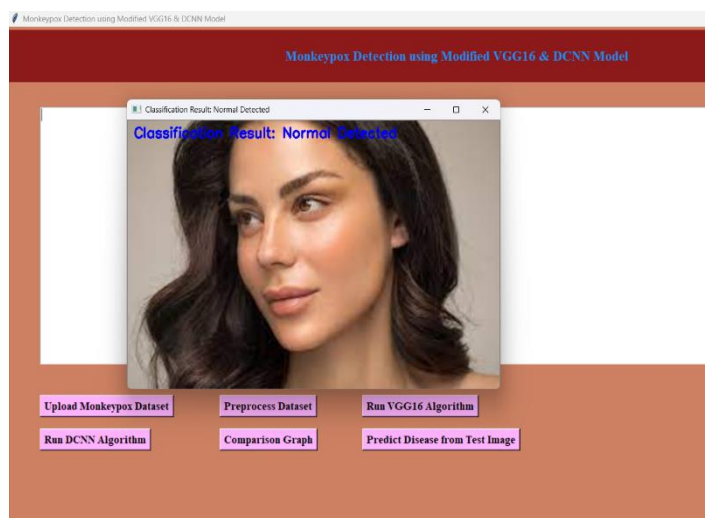 Monkeypox Detection using Modified VGG16 & DCNN Model
Monkeypox Detection using Modified VGG16 & DCNN Model
Classification Result: Normal Detected
Classification Result: Normal Detected
Upload Monkeypox Dataset
Preprocess Dataset
Run VGG16 Algorithm
Run DCNN Algorithm
Comparison Graph
Predict Disease from Test Image